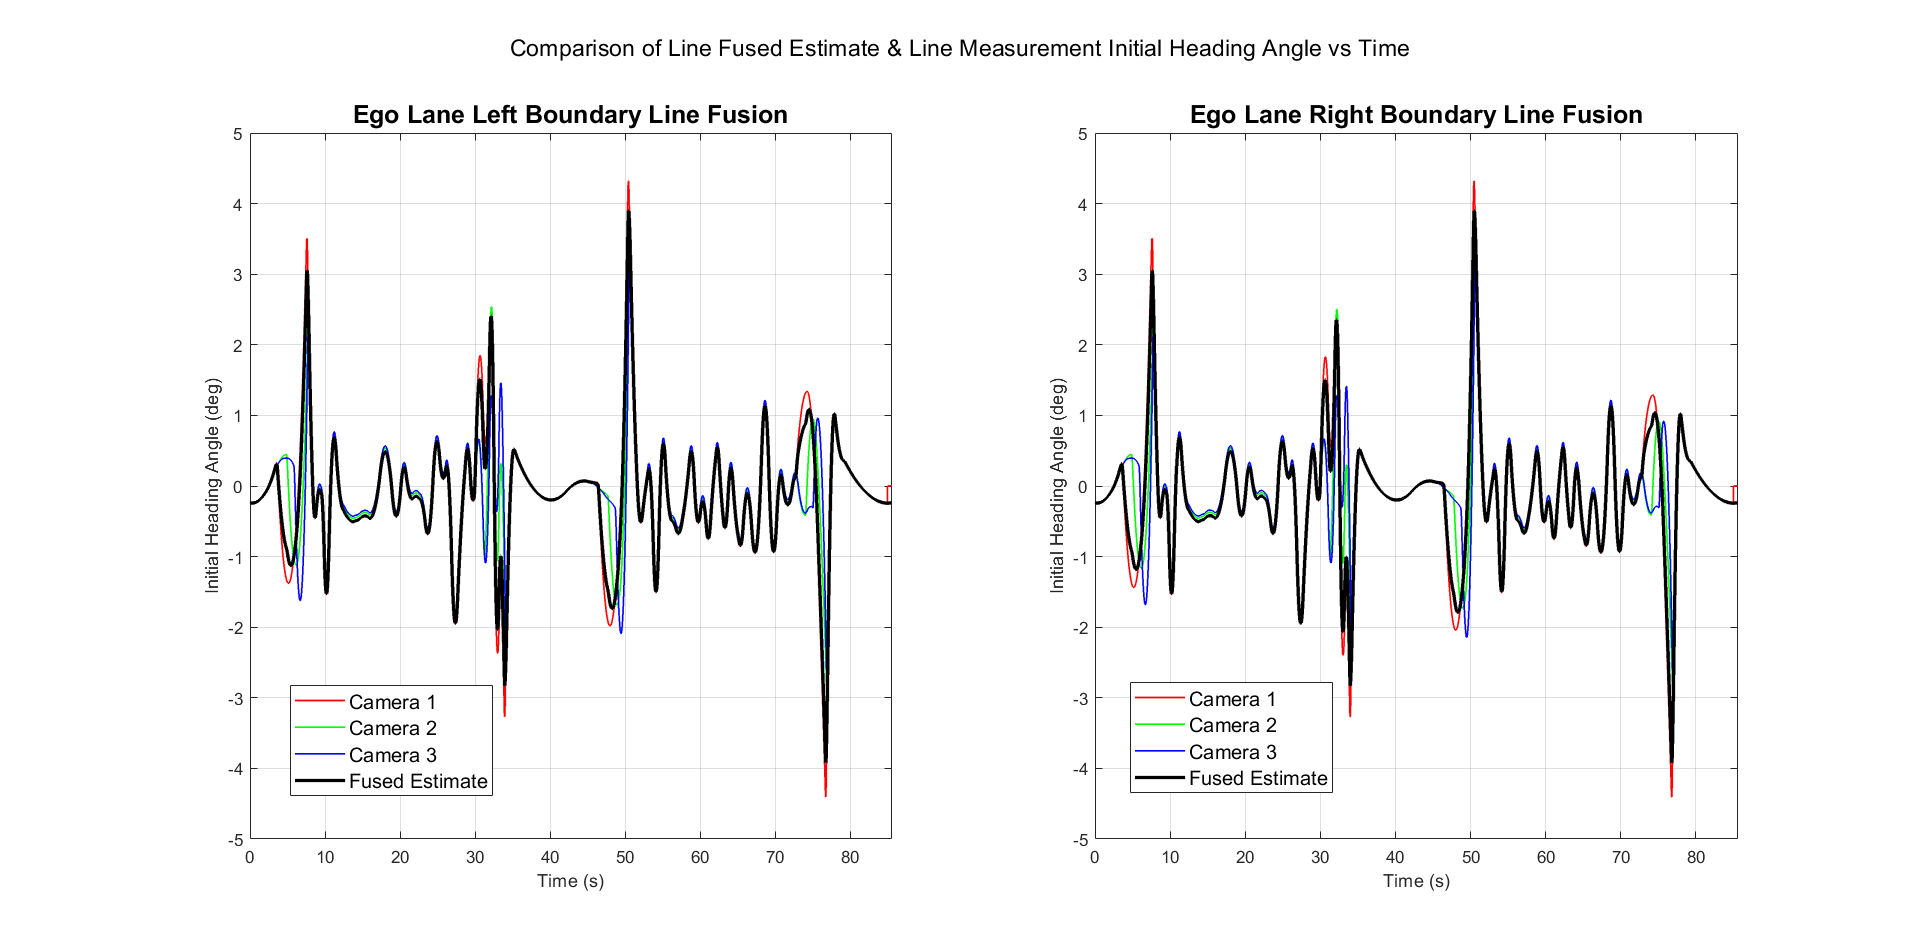 Comparison of Line Fused Estimate & Line Measurement Initial Heading Angle vs Time
Ego Lane Left Boundary Line Fusion
5
4
3
2
1
0
-1
-2
-3
-4
-5
Initial Heading Angle (deg)
Camera 1
Camera 2
Camera 3
Fused Estimate
0 10 20 30 40 50 60 70 80
Time (s)
Ego Lane Right Boundary Line Fusion
5
4
3
2
1
0
-1
-2
-3
-4
-5
Initial Heading Angle (deg)
Camera 1
Camera 2
Camera 3
Fused Estimate
0 10 20 30 40 50 60 70 80
Time (s)